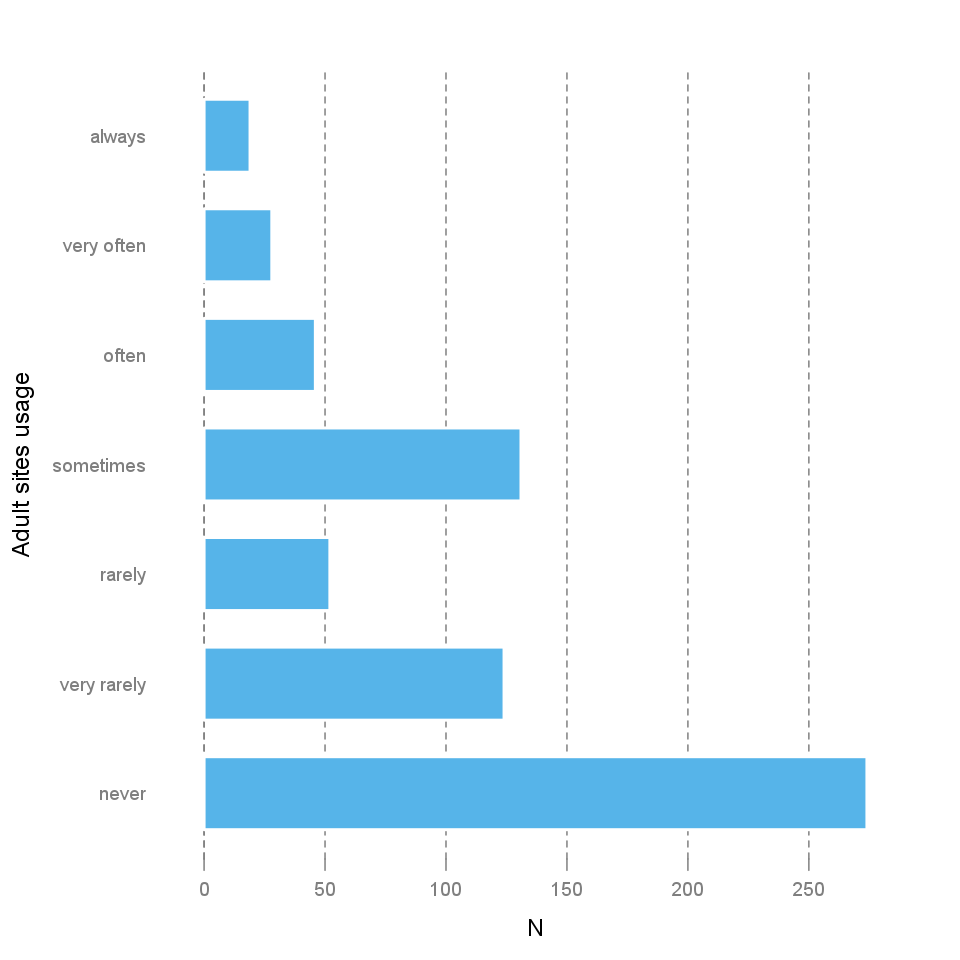 always
very often
often
sometimes
rarely
very rarely
never
Adult sites usage
0 50 100 150 200 250
N